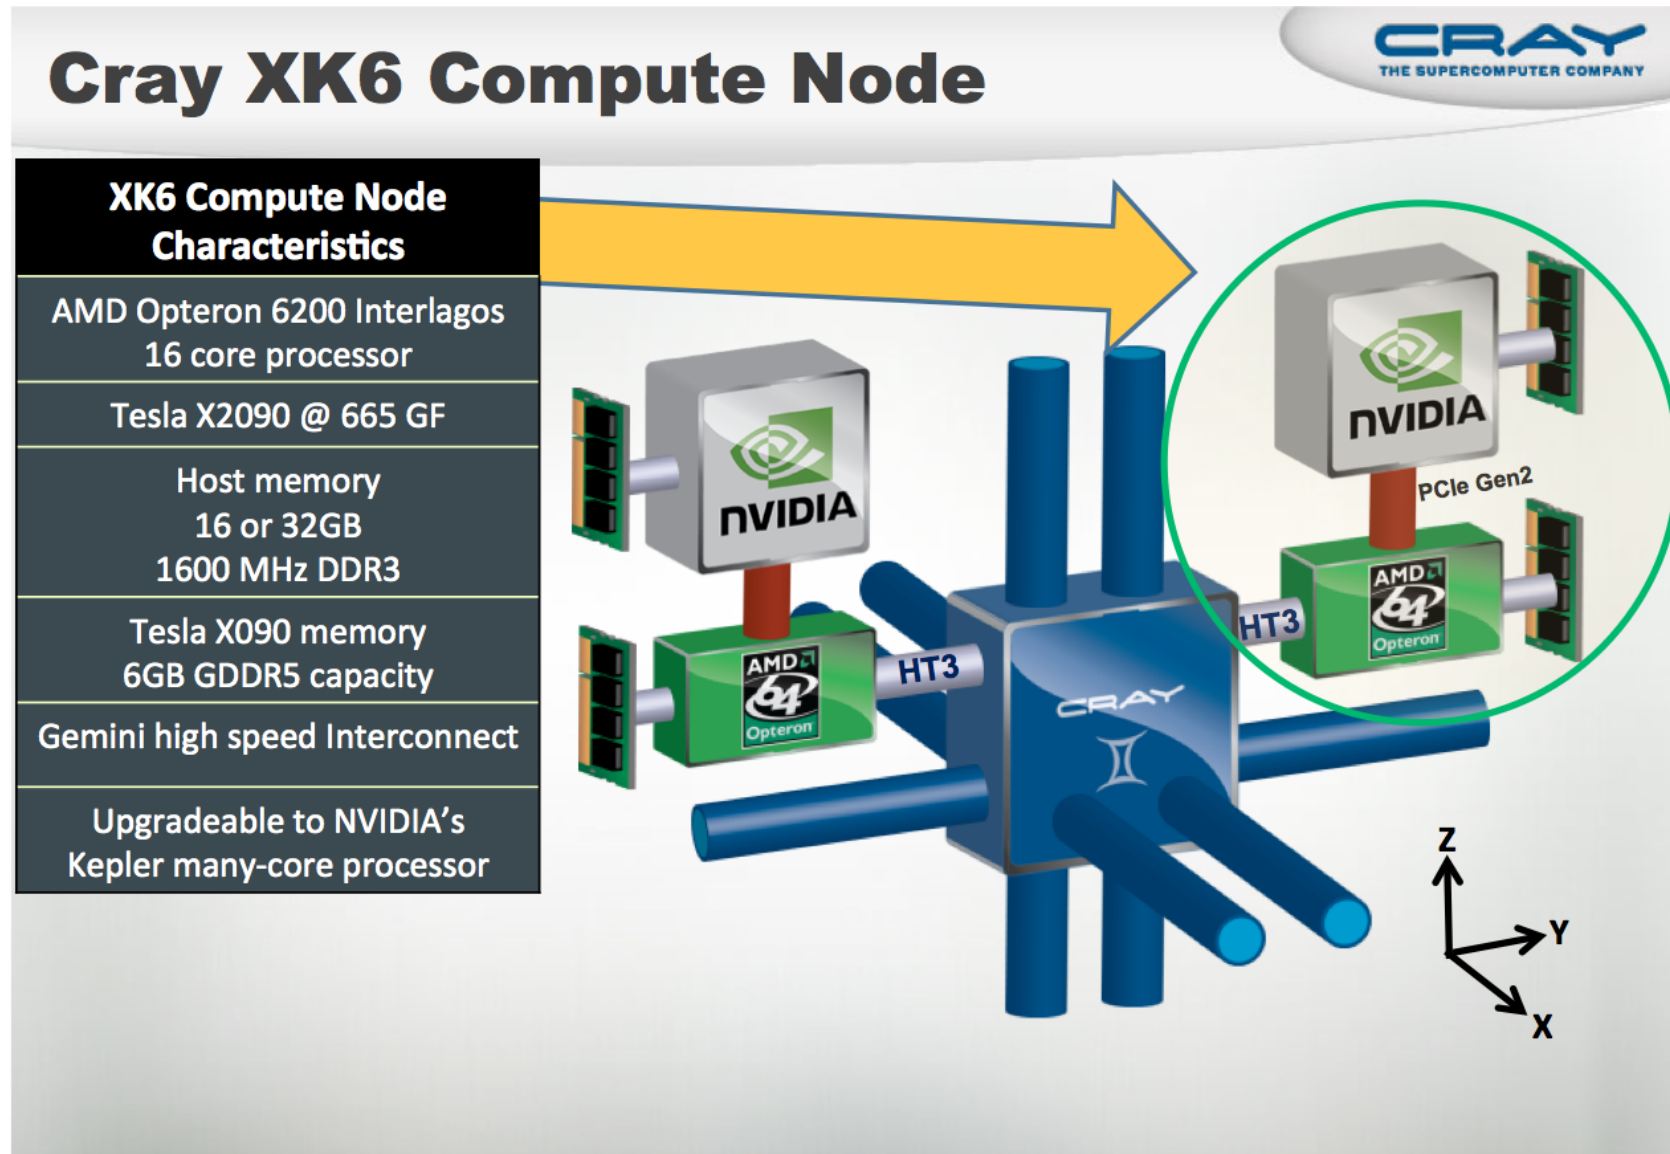 Cray XK6 Compute Node
CRAY
THE SUPERCOMPUTER COMPANY
XK6 Compute Node
Characteristics
AMD Opteron 6200 Interlagos
16 core processor
Tesla X2090 @ 665 GF
Host memory
16 or 32GB
1600 MHz DDR3
Tesla X090 memory
6GB GDDR5 capacity
Gemini high speed Interconnect
Upgradeable to NVIDIA’s
Kepler many-core processor
NVIDIA
AMD
64
Opteron
HT3
CRAY
NVIDIA
PCIe Gen2
AMD
64
Opteron
HT3
Z
Y
X